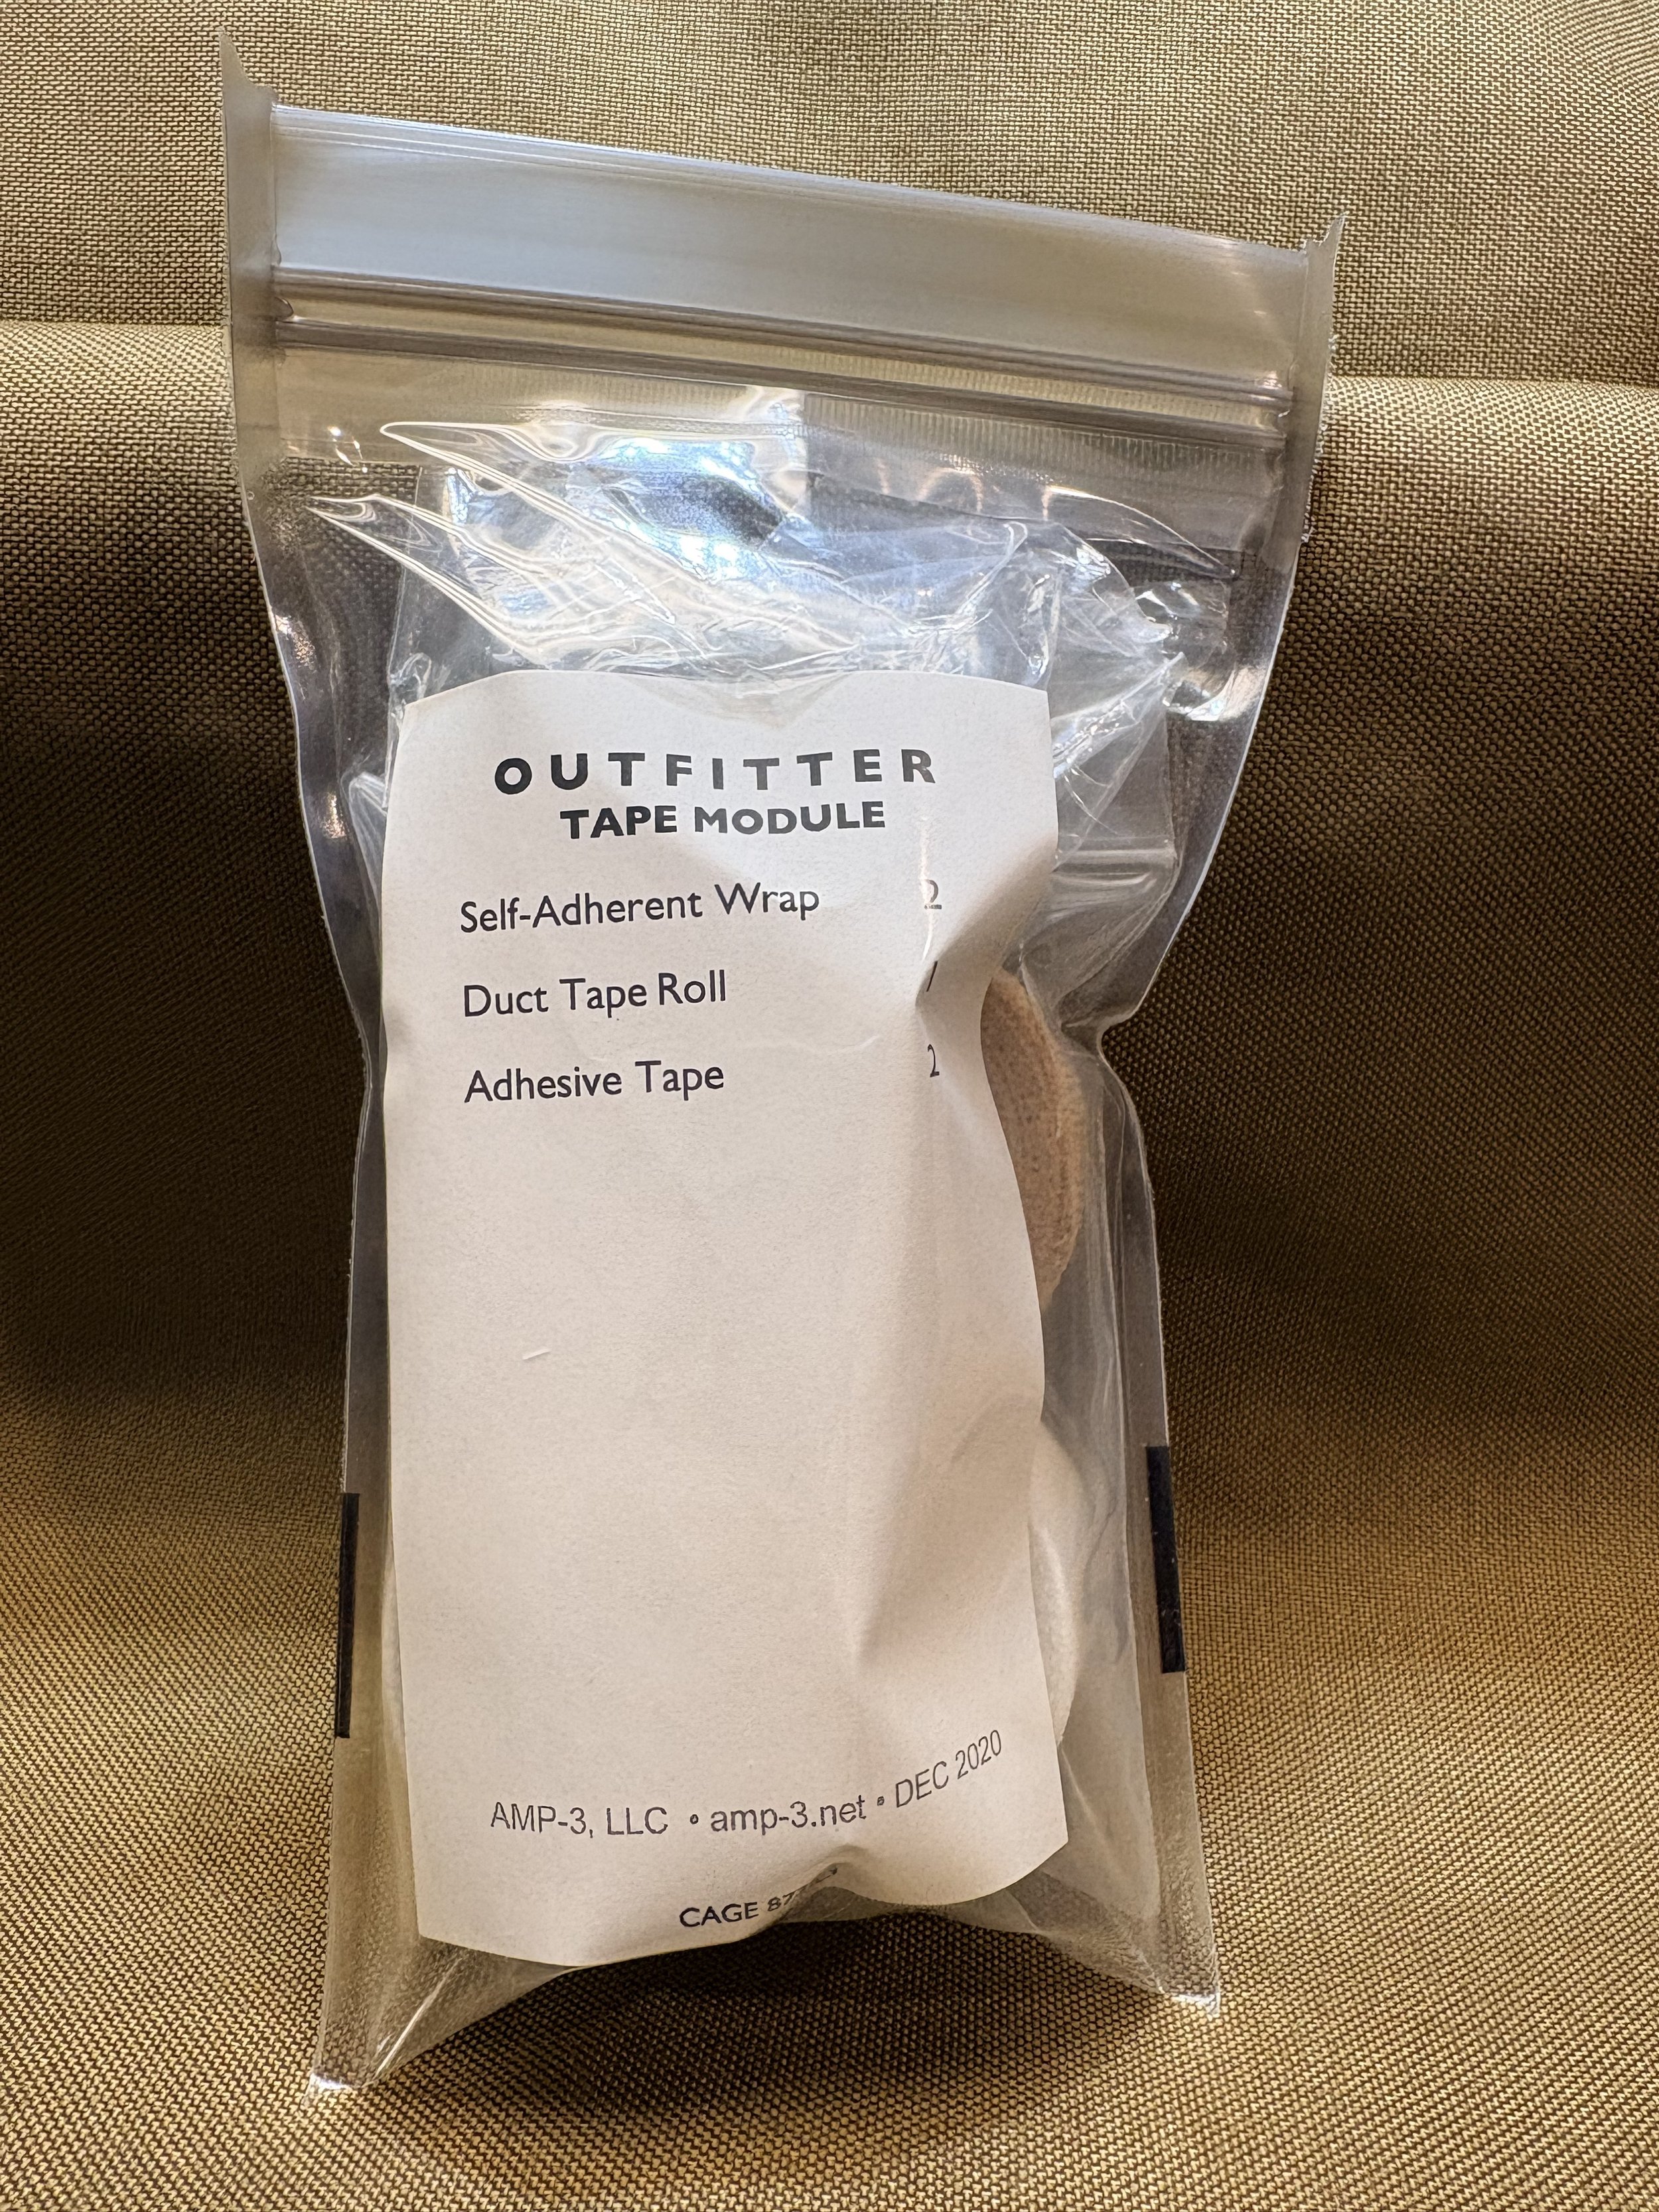 OUTFITTER
TAPE MODULE
Self-Adherent Wrap 2
Duct Tape Roll 1
Adhesive Tape 2
AMP-3, LLC • amp-3.net • DEC 2020
CAGE